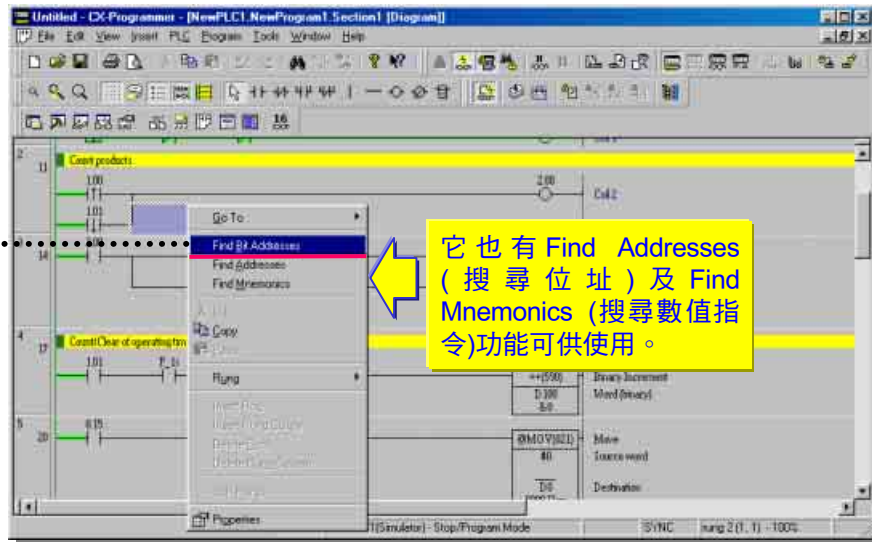 Untitled - CX-Programmer - [NewPLC1.NewProgram1.Section1 [Diagram]]
File Edit View Insert PLC Program Tools Window Help
16
2
11
Count products
1.00
2.00
Coil 2
1.01
Go To
Find Bit Addresses
14
Find Addresses
Find Mnemonics
它也有Find Addresses
(搜尋位址)及Find
Mnemonics (搜尋數值指
令)功能可供使用。
Copy
4
17
Count/Clear of operating tim
1.01
Rung
++(590)
Binary Increment
D100
Word (binary)
5
20
0.15
@MOV(021)
Move
#0
Source word
D0
Destination
Properties
1(Simulator) - Stop/Program Mode
SYNC
rung 2 (1, 1) - 100%